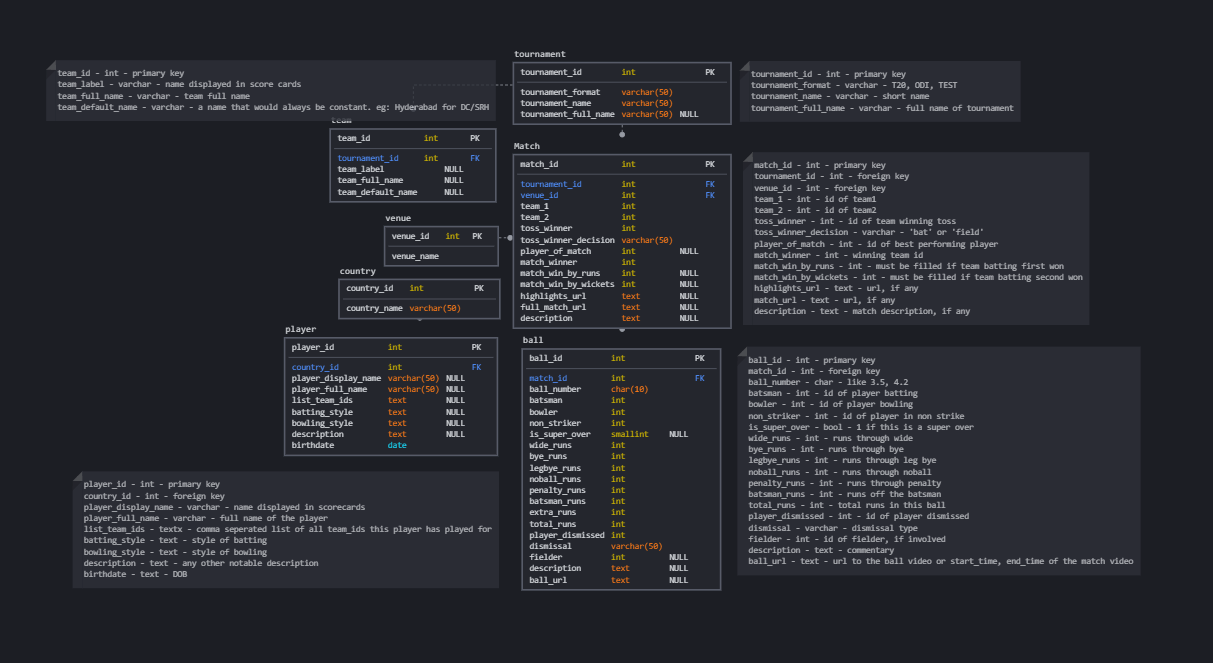 team_id - int - primary key
team_label - varchar - name displayed in score cards
team_full_name - varchar - team full name
team_default_name - varchar - a name that would always be constant. eg: Hyderabad for DC/SRH
team
team_id int PK
tournament_id int FK
team_label NULL
team_full_name NULL
team_default_name NULL
venue
venue_id int PK
venue_name
country
country_id int PK
country_name varchar(50)
player
player_id int PK
country_id int FK
player_display_name varchar(50) NULL
player_full_name varchar(50) NULL
list_team_ids text NULL
batting_style text NULL
bowling_style text NULL
description text NULL
birthdate date
player_id - int - primary key
country_id - int - foreign key
player_display_name - varchar - name displayed in scorecards
player_full_name - varchar - full name of the player
list_team_ids - textx - comma seperated list of all team_ids this player has played for
batting_style - text - style of batting
bowling_style - text - style of bowling
description - text - any other notable description
birthdate - text - DOB
tournament
tournament_id int PK
tournament_format varchar(50)
tournament_name varchar(50)
tournament_full_name varchar(50) NULL
Match
match_id int PK
tournament_id int FK
venue_id int FK
team_1 int
team_2 int
toss_winner int
toss_winner_decision varchar(50)
player_of_match int NULL
match_winner int
match_win_by_runs int NULL
match_win_by_wickets int NULL
highlights_url text NULL
full_match_url text NULL
description text NULL
ball
ball_id int PK
match_id int FK
ball_number char(10)
batsman int
bowler int
non_striker int
is_super_over smallint NULL
wide_runs int
bye_runs int
legbye_runs int
noball_runs int
penalty_runs int
batsman_runs int
extra_runs int
total_runs int
player_dismissed int
dismissal varchar(50)
fielder int NULL
description text NULL
ball_url text NULL
tournament_id - int - primary key
tournament_format - varchar - T20, ODI, TEST
tournament_name - varchar - short name
tournament_full_name - varchar - full name of tournament
match_id - int - primary key
tournament_id - int - foreign key
venue_id - int - foreign key
team_1 - int - id of team1
team_2 - int - id of team2
toss_winner - int - id of team winning toss
toss_winner_decision - varchar - 'bat' or 'field'
player_of_match - int - id of best performing player
match_winner - int - winning team id
match_win_by_runs - int - must be filled if team batting first won
match_win_by_wickets - int - must be filled if team batting second won
highlights_url - text - url, if any
match_url - text - url, if any
description - text - match description, if any
ball_id - int - primary key
match_id - int - foreign key
ball_number - char - like 3.5, 4.2
batsman - int - id of player batting
bowler - int - id of player bowling
non_striker - int - id of player in non strike
is_super_over - bool - 1 if this is a super over
wide_runs - int - runs through wide
bye_runs - int - runs through bye
legbye_runs - int - runs through leg bye
noball_runs - int - runs through noball
penalty_runs - int - runs through penalty
batsman_runs - int - runs off the batsman
total_runs - int - total runs in this ball
player_dismissed - int - id of player dismissed
dismissal - varchar - dismissal type
fielder - int - id of fielder, if involved
description - text - commentary
ball_url - text - url to the ball video or start_time, end_time of the match video